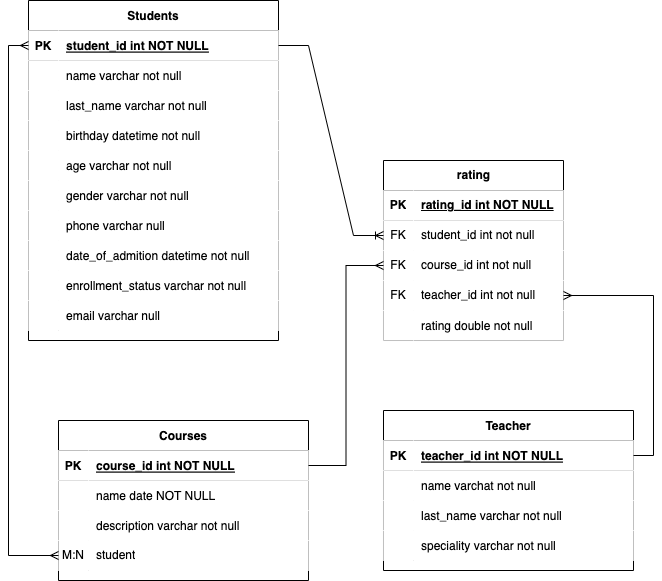 Students
PK student_id int NOT NULL
name varchar not null
last_name varchar not null
birthday datetime not null
age varchar not null
gender varchar not null
phone varchar null
date_of_admition datetime not null
enrollment_status varchar not null
email varchar null
rating
PK rating_id int NOT NULL
FK student_id int not null
FK course_id int not null
FK teacher_id int not null
rating double not null
Courses
PK course_id int NOT NULL
name date NOT NULL
description varchar not null
M:N student
Teacher
PK teacher_id int NOT NULL
name varchat not null
last_name varchar not null
speciality varchar not null